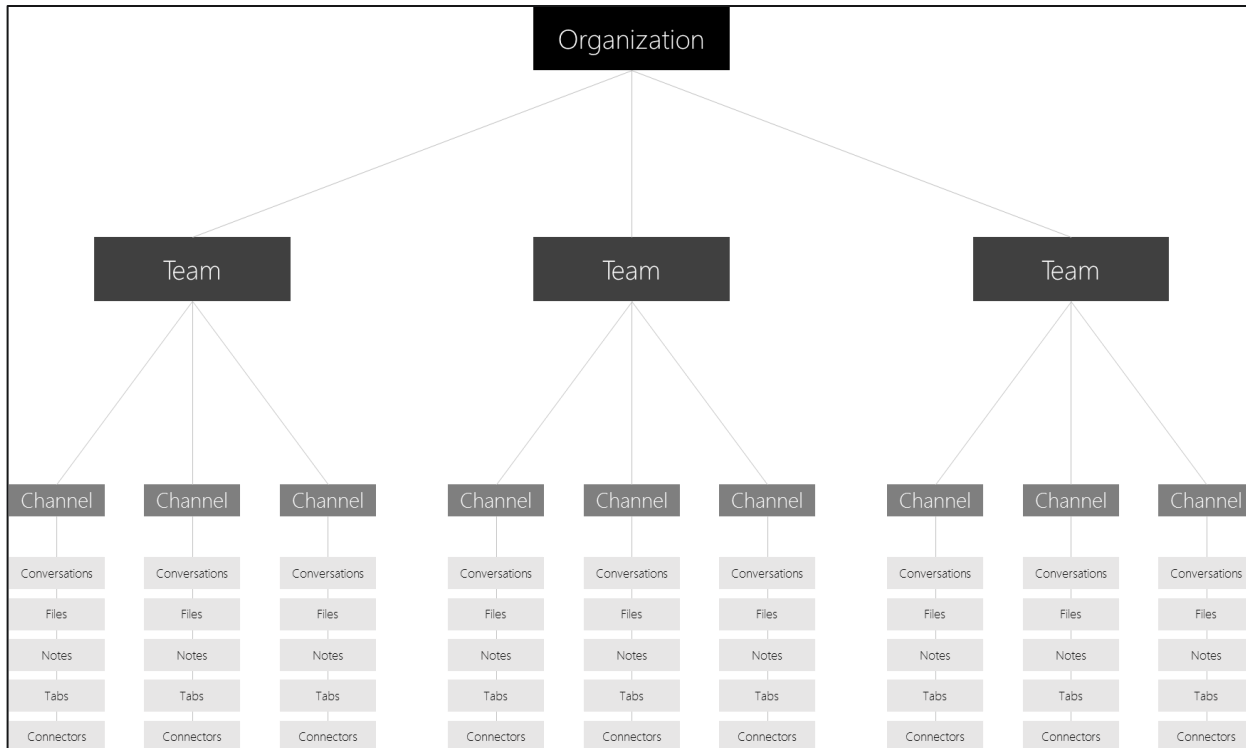 Organization
Team Team Team
Channel Channel Channel Channel Channel Channel Channel Channel Channel
Conversations Conversations Conversations Conversations Conversations Conversations Conversations Conversations Conversations
Files Files Files Files Files Files Files Files Files
Notes Notes Notes Notes Notes Notes Notes Notes Notes
Tabs Tabs Tabs Tabs Tabs Tabs Tabs Tabs Tabs
Connectors Connectors Connectors Connectors Connectors Connectors Connectors Connectors Connectors